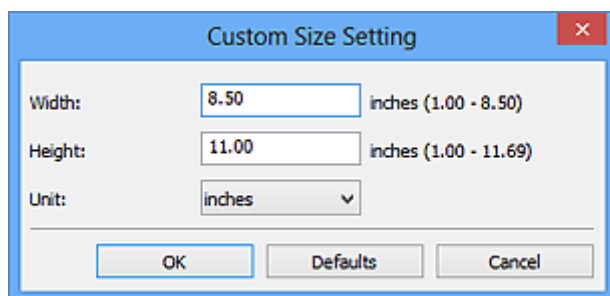 Custom Size Setting
Width: 8.50 inches (1.00 - 8.50)
Height: 11.00 inches (1.00 - 11.69)
Unit: inches
OK Defaults Cancel